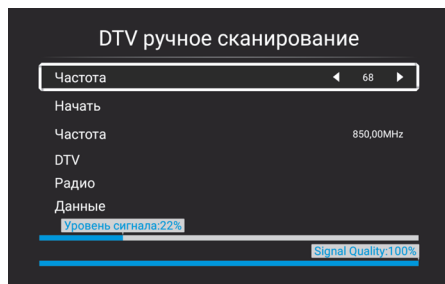 DTV ручное сканирование
Частота 68
Начать
Частота 850,00MHz
DTV
Радио
Данные
Уровень сигнала:22%
Signal Quality:100%